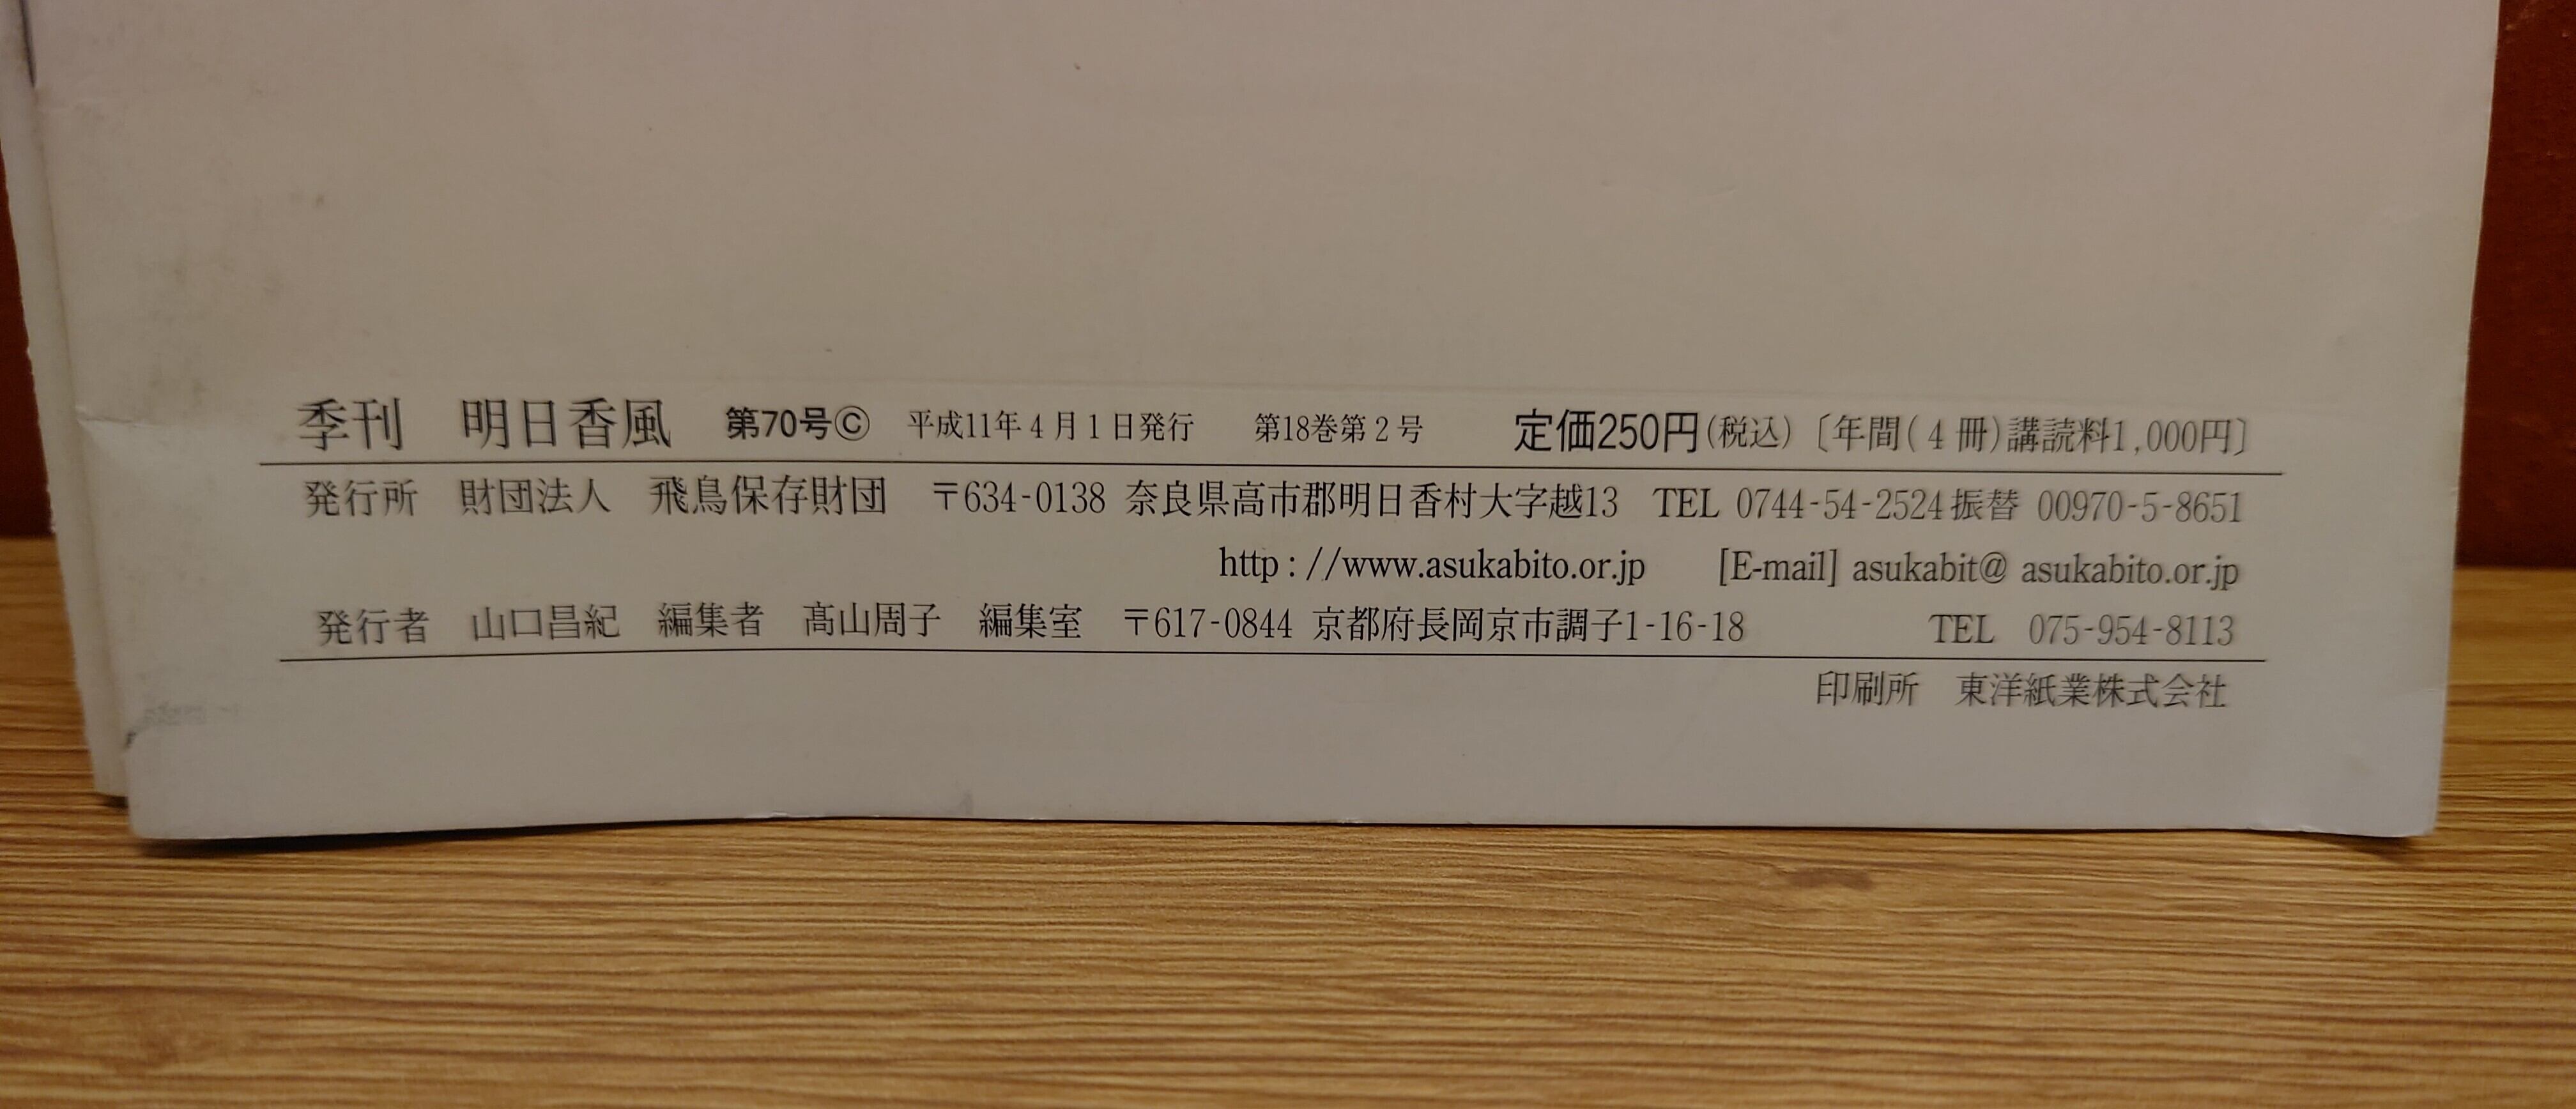 季刊　明日香風　第70号Ⓒ　平成11年4月1日発行　第18巻第2号　定価250円(税込)〔年間(4冊)講読料1,000円〕
発行所　財団法人　飛鳥保存財団　〒634-0138 奈良県高市郡明日香村大字越13　TEL 0744-54-2524振替 00970-5-8651
http://www.asukabito.or.jp　[E-mail] asukabit@ asukabito.or.jp
発行者　山口昌紀　編集者　髙山周子　編集室　〒617-0844 京都府長岡京市調子1-16-18　TEL　075-954-8113
印刷所　東洋紙業株式会社